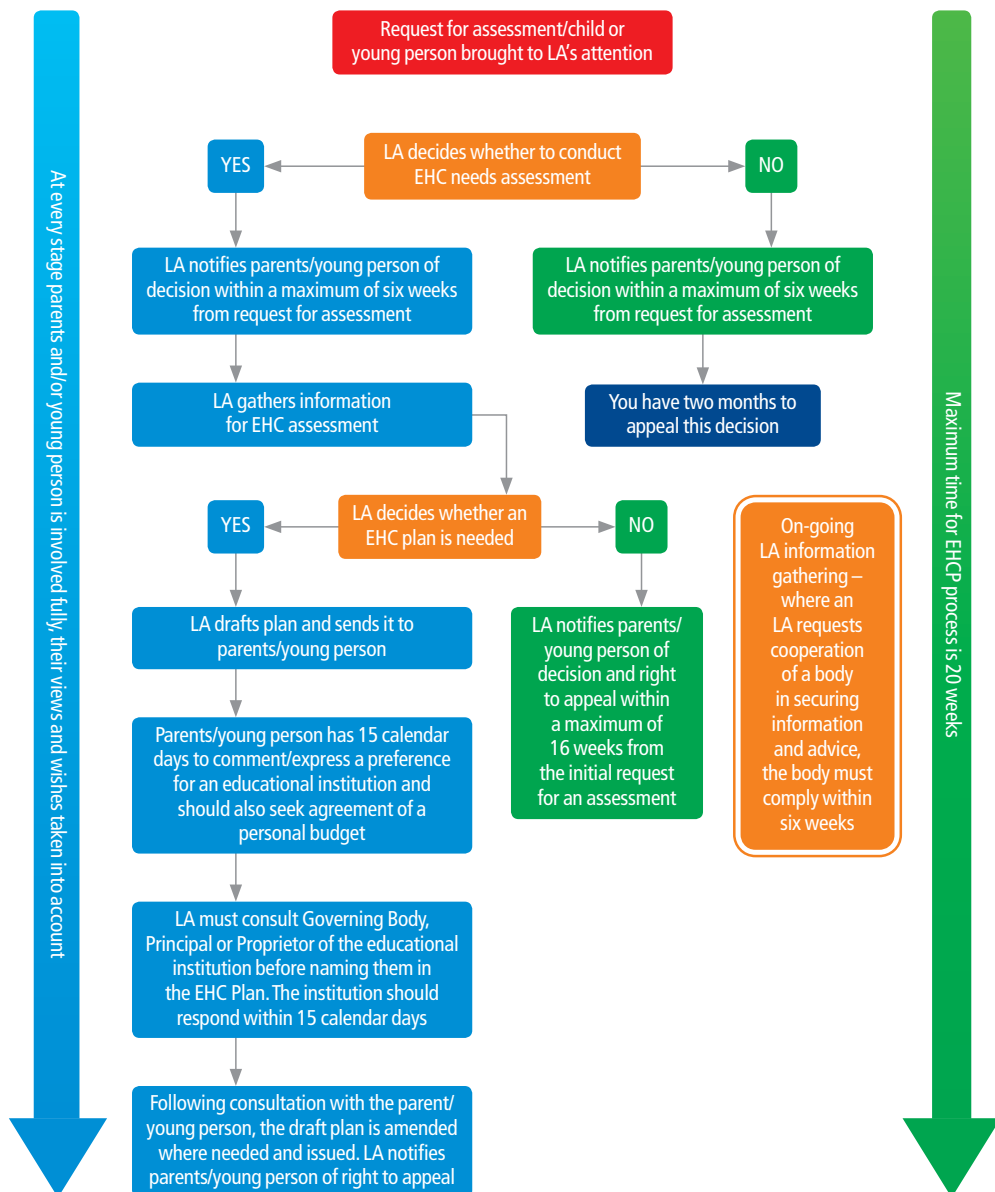 Request for assessment/child or
young person brought to LA's attention
YES
LA decides whether to conduct
EHC needs assessment
NO
LA notifies parents/young person of
decision within a maximum of six weeks
from request for assessment
LA notifies parents/young person of
decision within a maximum of six weeks
from request for assessment
LA gathers information
for EHC assessment
You have two months to
appeal this decision
YES
LA decides whether an
EHC plan is needed
NO
On-going
LA information
gathering –
where an
LA requests
cooperation
of a body
in securing
information
and advice,
the body must
comply within
six weeks
LA drafts plan and sends it to
parents/young person
LA notifies parents/
young person of
decision and right
to appeal within
a maximum of
16 weeks from
the initial request
for an assessment
Parents/young person has 15 calendar
days to comment/express a preference
for an educational institution and
should also seek agreement of a
personal budget
LA must consult Governing Body,
Principal or Proprietor of the educational
institution before naming them in
the EHC Plan. The institution should
respond within 15 calendar days
Following consultation with the parent/
young person, the draft plan is amended
where needed and issued. LA notifies
parents/young person of right to appeal
At every stage parents and/or young person is involved fully, their views and wishes taken into account
Maximum time for EHCP process is 20 weeks